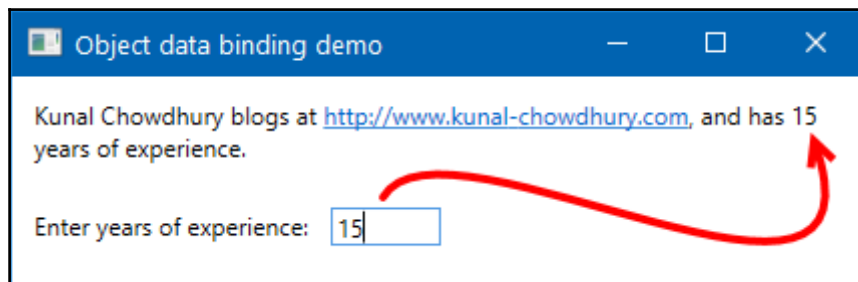 Object data binding demo
Kunal Chowdhury blogs at http://www.kunal-chowdhury.com, and has 15
years of experience.
Enter years of experience: 15